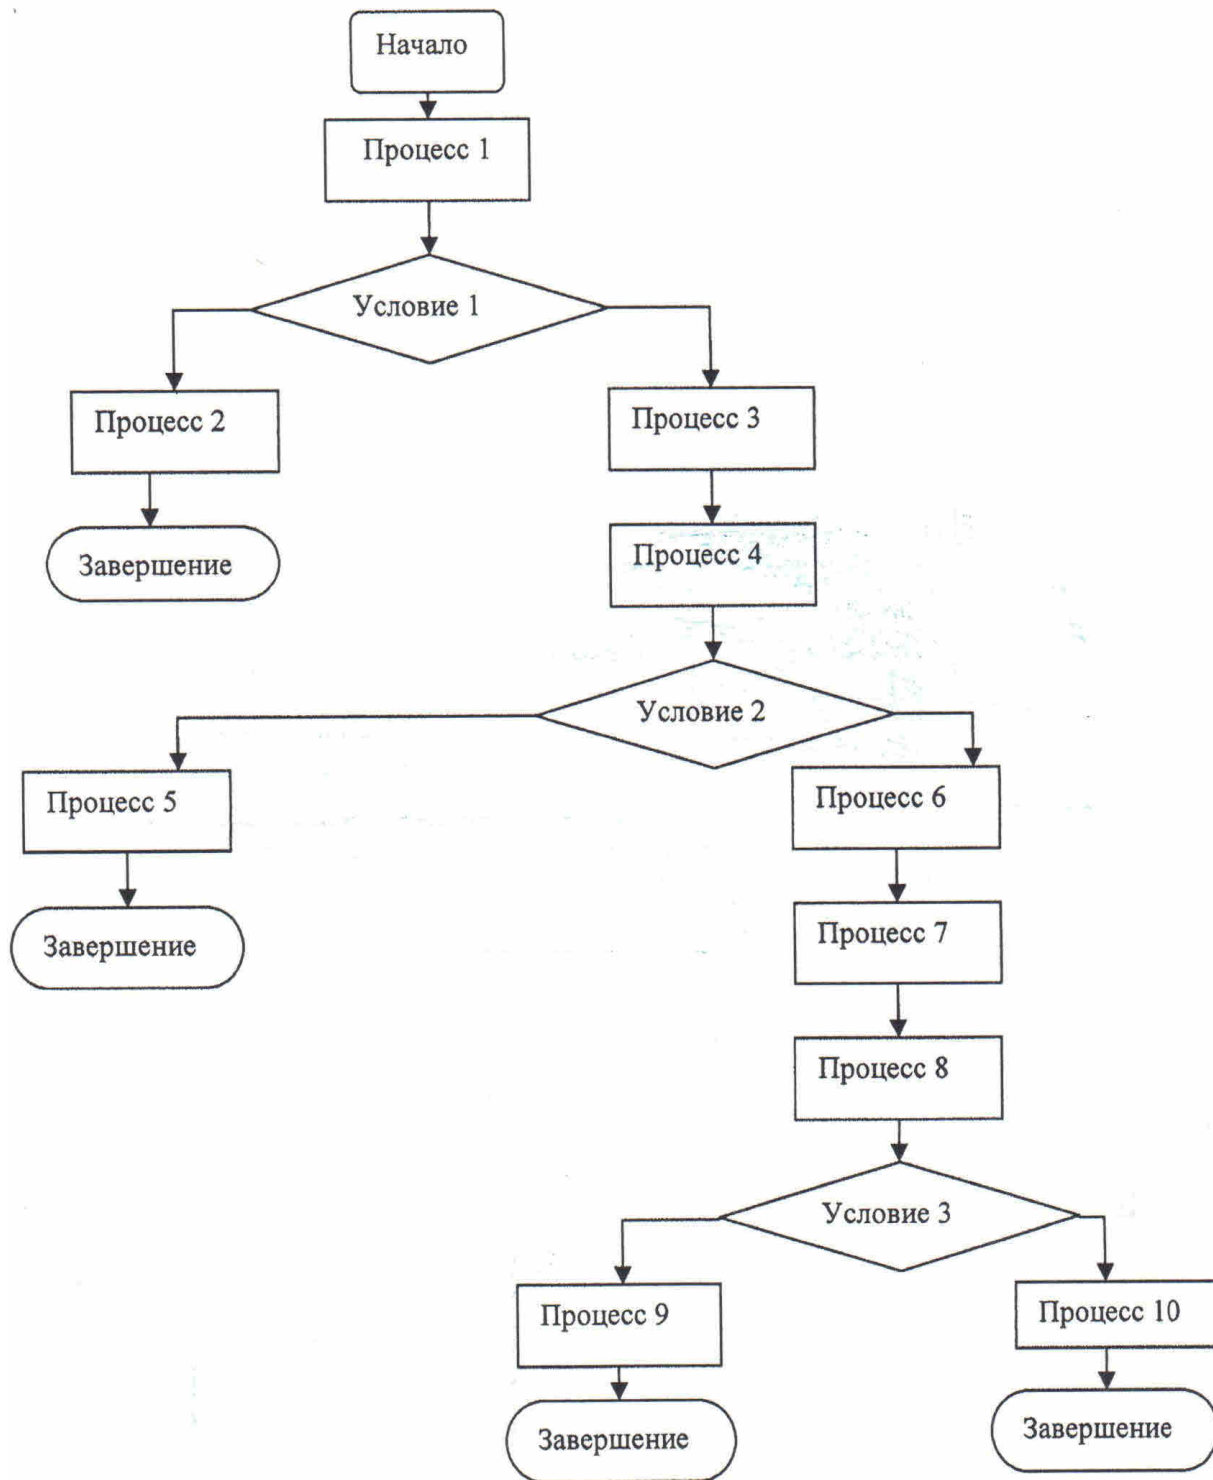 Начало
Процесс 1
Условие 1
Процесс 2
Процесс 3
Завершение
Процесс 4
Условие 2
Процесс 5
Процесс 6
Завершение
Процесс 7
Процесс 8
Условие 3
Процесс 9
Процесс 10
Завершение
Завершение